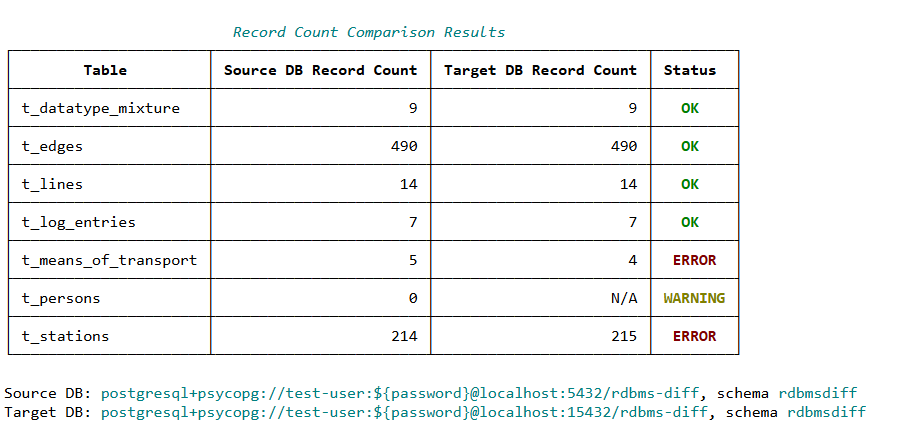 Record Count Comparison Results
Table Source DB Record Count Target DB Record Count Status
t_datatype_mixture 9 9 OK
t_edges 490 490 OK
t_lines 14 14 OK
t_log_entries 7 7 OK
t_means_of_transport 5 4 ERROR
t_persons 0 N/A WARNING
t_stations 214 215 ERROR
Source DB: postgresql+psycopg://test-user:${password}@localhost:5432/rdbms-diff, schema rdbmsdiff
Target DB: postgresql+psycopg://test-user:${password}@localhost:15432/rdbms-diff, schema rdbmsdiff